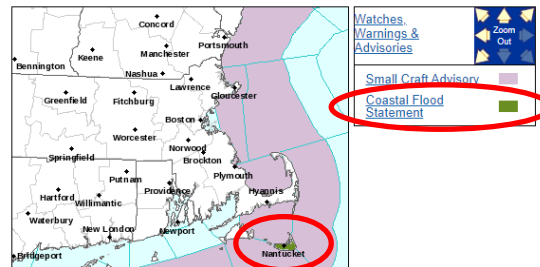 Concord
Portsmouth
Keene
Manchester
Bennington
Nashua
Lawrence
Greenfield
Fitchburg
Gloucester
Boston
Worcester
Norwood
Springfield
Brockton
Putnam
Plymouth
Hartford
Providence
Hyannis
Willimantic
Waterbury
New London
Newport
Bridgeport
Nantucket
Watches,
Warnings &
Advisories
Zoom
Out
Small Craft Advisory
Coastal Flood
Statement